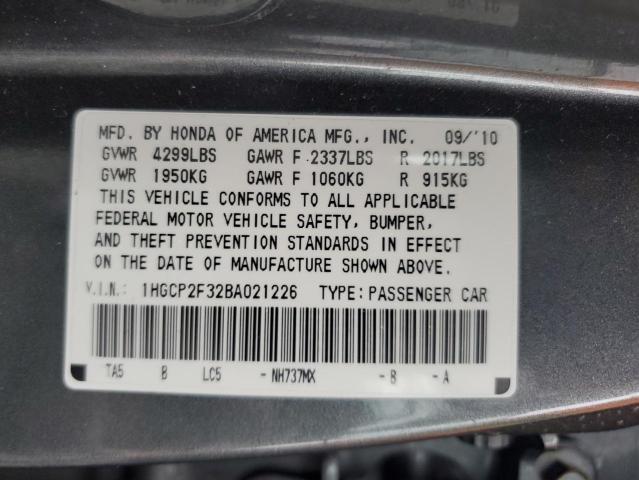 MFD. BY HONDA OF AMERICA MFG., INC. 09/'10
GVWR 4299LBS GAWR F 2337LBS R 2017LBS
GVWR 1950KG GAWR F 1060KG R 915KG
THIS VEHICLE CONFORMS TO ALL APPLICABLE
FEDERAL MOTOR VEHICLE SAFETY, BUMPER,
AND THEFT PREVENTION STANDARDS IN EFFECT
ON THE DATE OF MANUFACTURE SHOWN ABOVE.
V.I.N.: 1HGCP2F32BA021226 TYPE:PASSENGER CAR
TA5 B LC5 -NH737MX -B -A